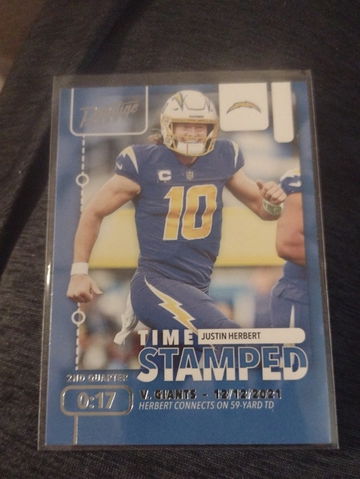 Prestige
10
TIME
JUSTIN HERBERT
STAMPED
2ND QUARTER
0:17
V. GIANTS - 12/12/2021
HERBERT CONNECTS ON 59-YARD TD
C